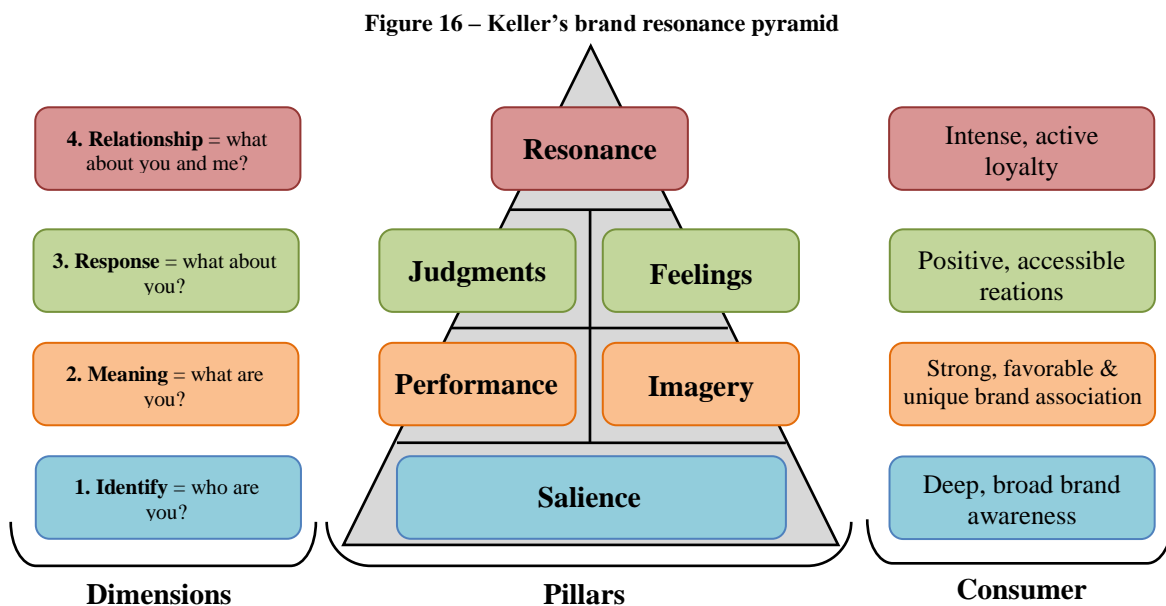 Figure 16 – Keller's brand resonance pyramid
4. Relationship = what
about you and me?
Resonance
Intense, active
loyalty
3. Response = what about
you?
Judgments
Feelings
Positive, accessible
reations
2. Meaning = what are
you?
Performance
Imagery
Strong, favorable &
unique brand association
1. Identify = who are
you?
Salience
Deep, broad brand
awareness
Dimensions
Pillars
Consumer